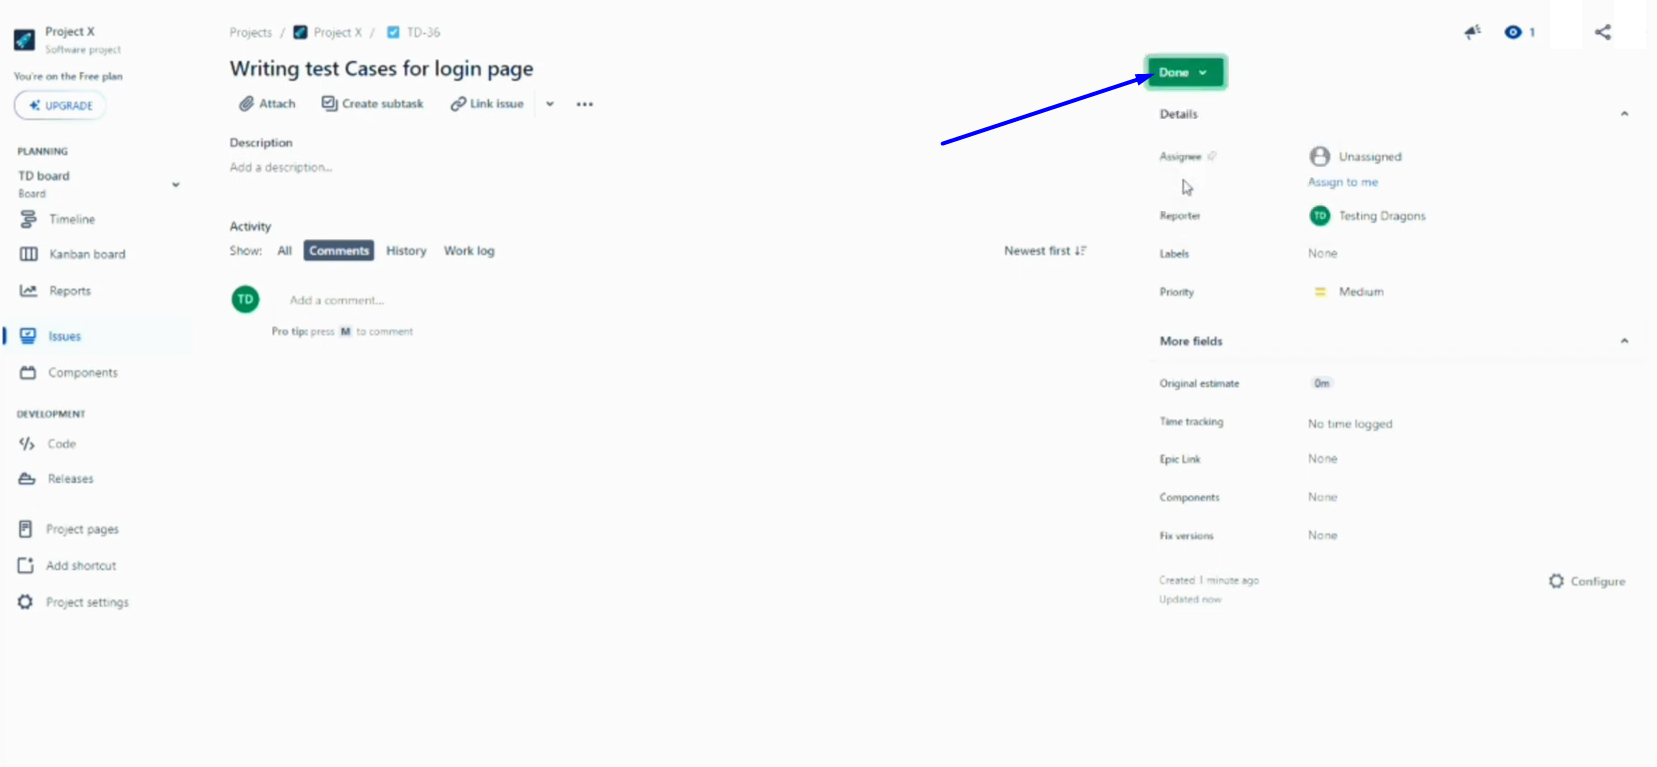 Project X
Software project
You're on the Free plan
UPGRADE
PLANNING
TD board
Board
Timeline
Kanban board
Reports
Issues
Components
DEVELOPMENT
Code
Releases
Project pages
Add shortcut
Project settings
Projects / Project X / TD-36
Writing test Cases for login page
Attach Create subtask Link issue
Description
Add a description...
Activity
Show: All Comments History Work log Newest first
TD Add a comment...
Pro tip: press M to comment
1
Done
Details
Assignee Unassigned
Assign to me
Reporter TD Testing Dragons
Labels None
Priority Medium
More fields
Original estimate 0m
Time tracking No time logged
Epic Link None
Components None
Fix versions None
Created 1 minute ago
Updated now
Configure